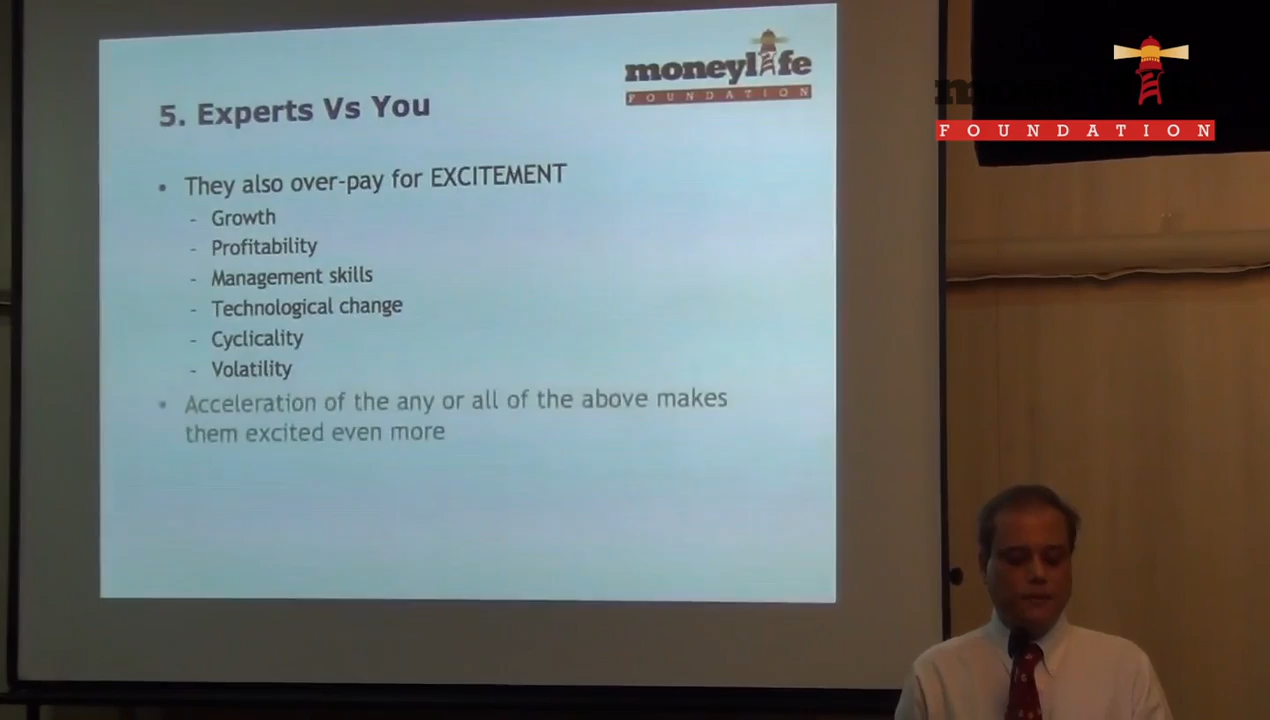 moneylife
FOUNDATION
5. Experts Vs You
• They also over-pay for EXCITEMENT
- Growth
- Profitability
- Management skills
- Technological change
- Cyclicality
- Volatility
• Acceleration of the any or all of the above makes
them excited even more
FOUNDATION